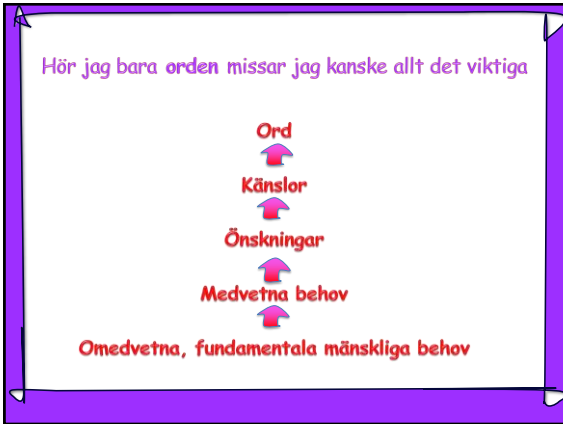 Hör jag bara orden missar jag kanske allt det viktiga
Ord
Känslor
Önskningar
Medvetna behov
Omedvetna, fundamentala mänskliga behov